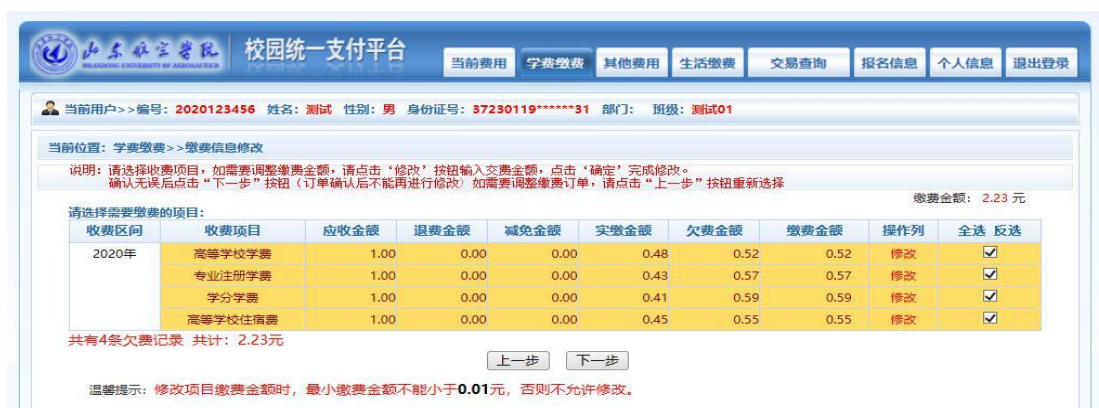 山东航空学院 校园统一支付平台
SHANDONG UNIVERSITY OF AERONAUTICS
当前费用 学费缴费 其他费用 生活缴费 交易查询 报名信息 个人信息 退出登录
当前用户>>编号：2020123456 姓名：测试 性别：男 身份证号：37230119******31 部门： 班级：测试01
当前位置：学费缴费>>缴费信息修改
说明：请选择收费项目，如需要调整缴费金额，请点击‘修改’按钮输入交费金额，点击‘确定’完成修改。
确认无误后点击“下一步”按钮（订单确认后不能再进行修改）如需要调整缴费订单，请点击“上一步”按钮重新选择
缴费金额： 2.23 元
请选择需要缴费的项目：
收费区间 收费项目 应收金额 退费金额 减免金额 实缴金额 欠费金额 缴费金额 操作列 全选 反选
2020年 高等学校学费 1.00 0.00 0.00 0.48 0.52 0.52 修改
专业注册学费 1.00 0.00 0.00 0.43 0.57 0.57 修改
学分学费 1.00 0.00 0.00 0.41 0.59 0.59 修改
高等学校住宿费 1.00 0.00 0.00 0.45 0.55 0.55 修改
共有4条欠费记录 共计：2.23元
上一步 下一步
温馨提示：修改项目缴费金额时，最小缴费金额不能小于0.01元，否则不允许修改。